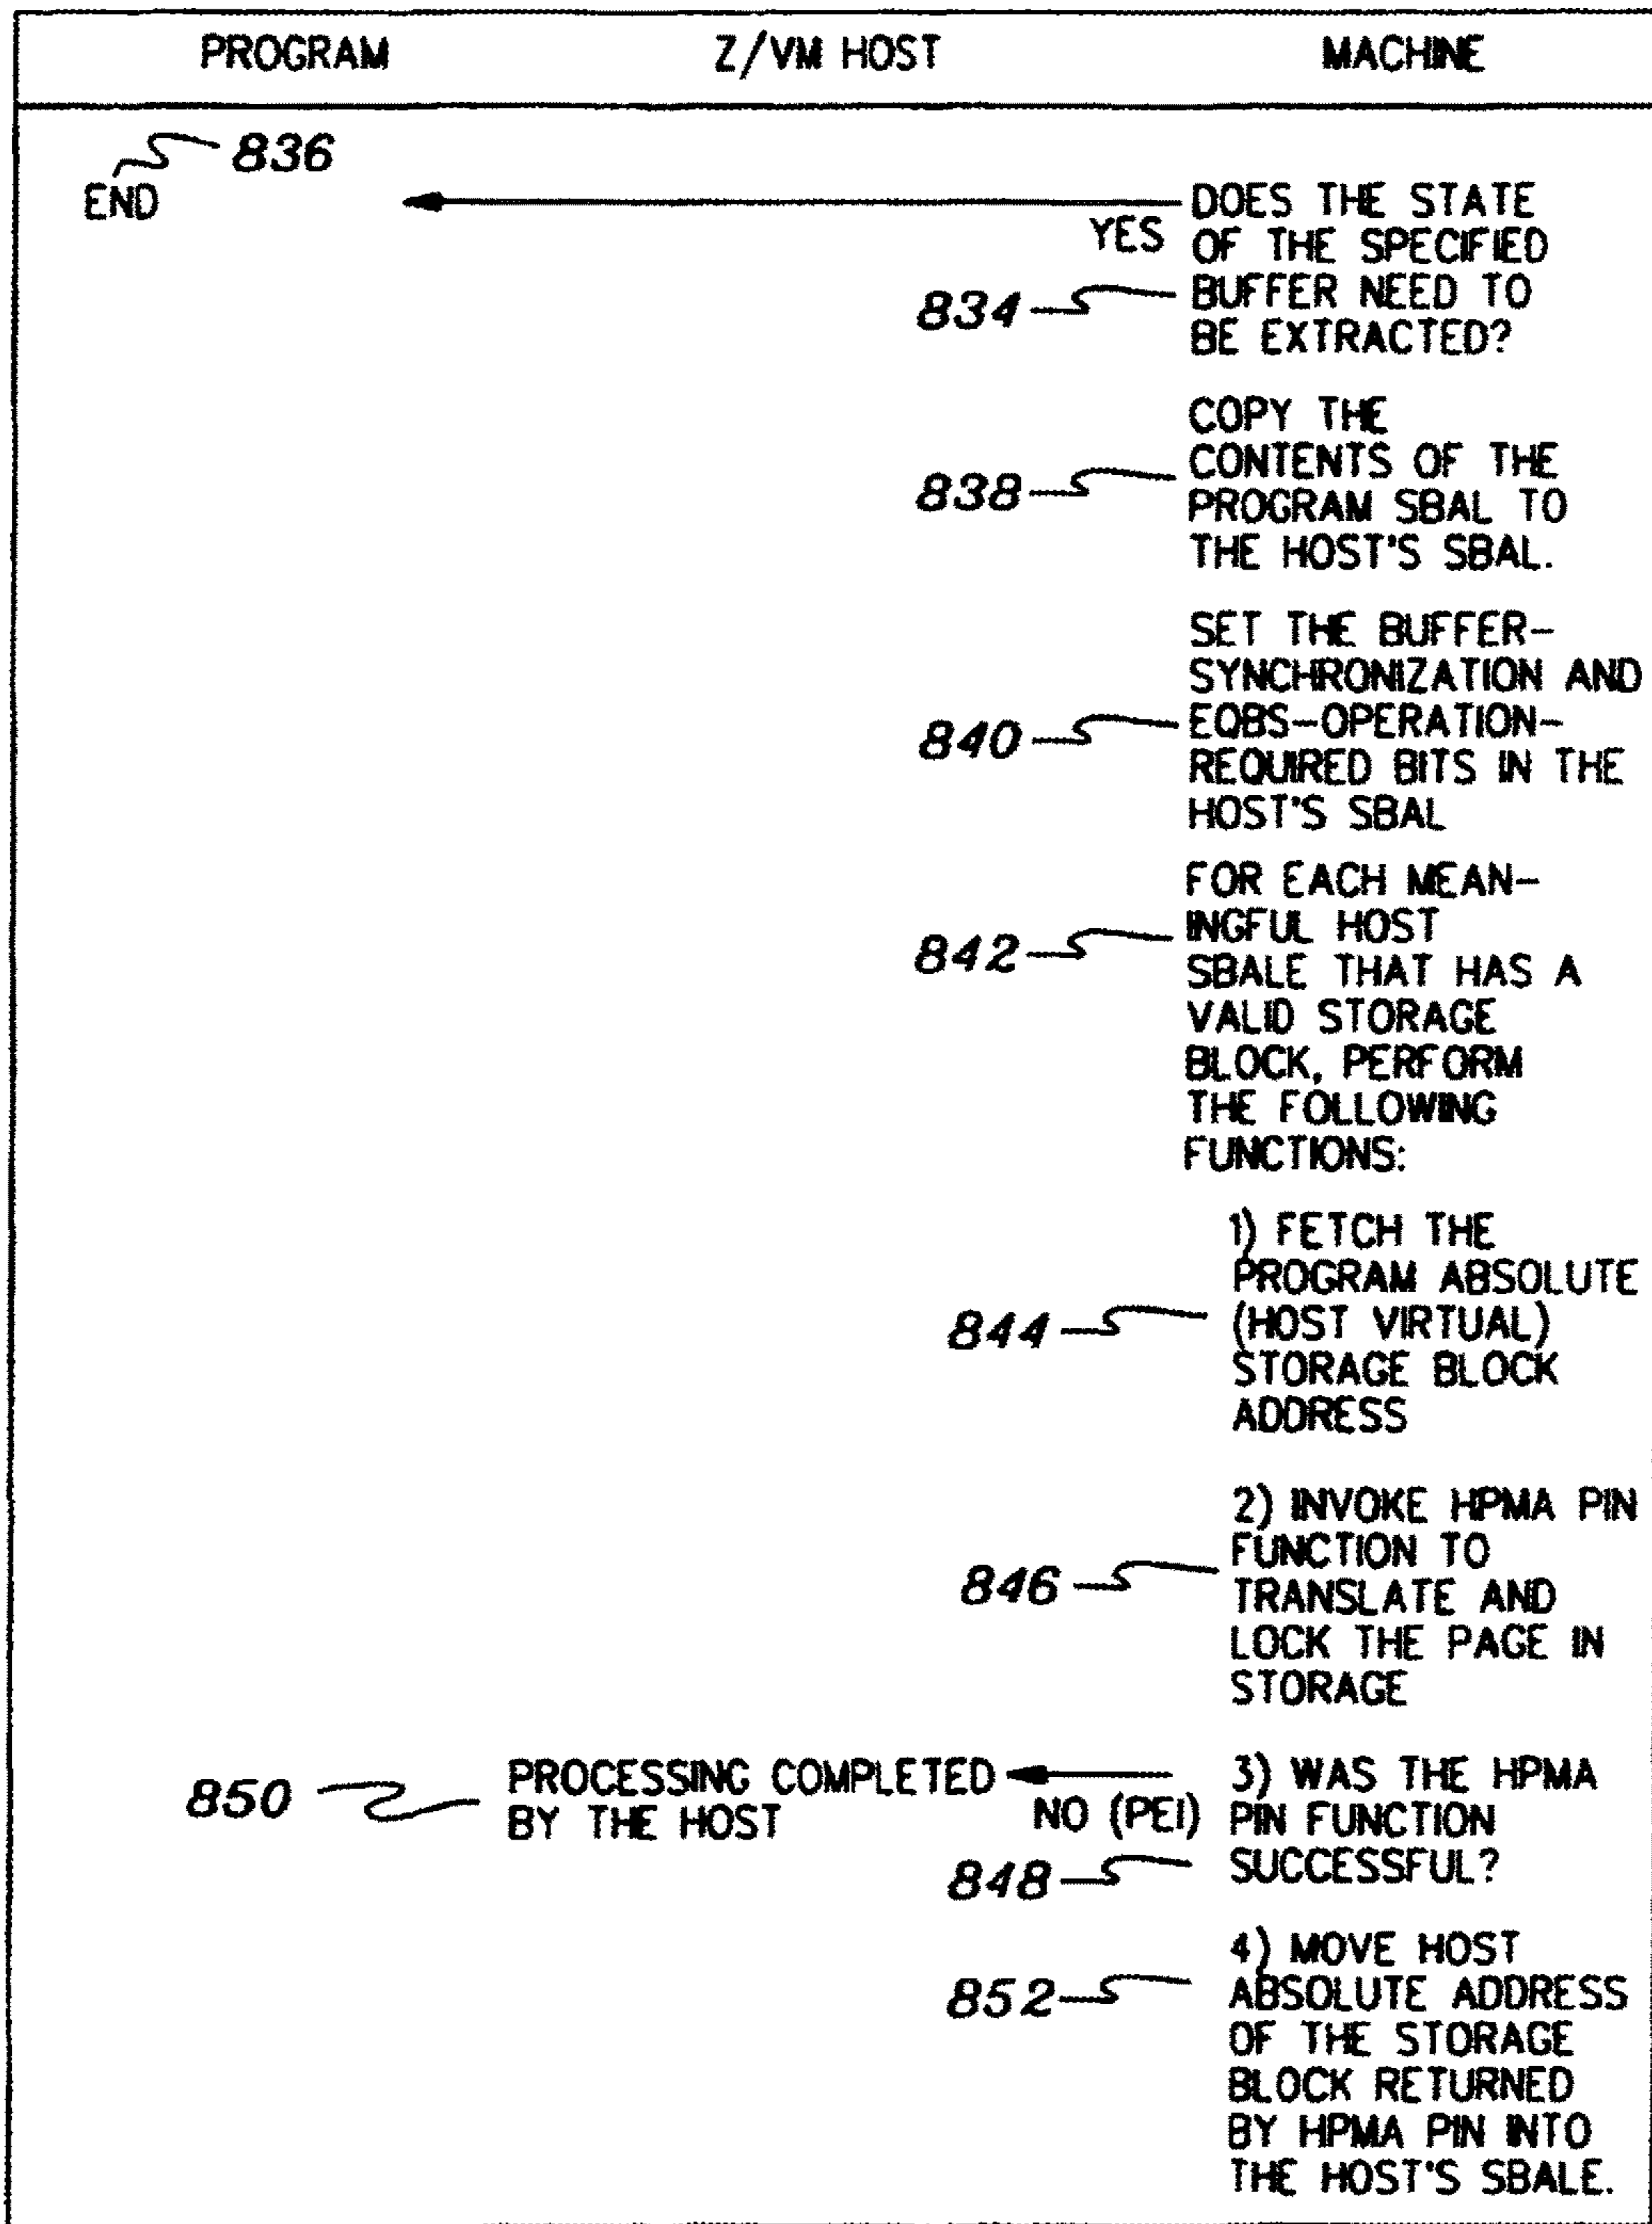 PROGRAM Z/VM HOST MACHINE
836
END
DOES THE STATE
YES OF THE SPECIFIED
834 BUFFER NEED TO
BE EXTRACTED?
COPY THE
CONTENTS OF THE
838 PROGRAM SBAL TO
THE HOST'S SBAL.
SET THE BUFFER-
SYNCHRONIZATION AND
840 EQBS-OPERATION-
REQUIRED BITS IN THE
HOST'S SBAL
FOR EACH MEAN-
842 INGFUL HOST
SBALE THAT HAS A
VALID STORAGE
BLOCK, PERFORM
THE FOLLOWING
FUNCTIONS:
1) FETCH THE
PROGRAM ABSOLUTE
844 (HOST VIRTUAL)
STORAGE BLOCK
ADDRESS
2) INVOKE HPMA PIN
FUNCTION TO
846 TRANSLATE AND
LOCK THE PAGE IN
STORAGE
850 PROCESSING COMPLETED
BY THE HOST
NO (PEI)
3) WAS THE HPMA
PIN FUNCTION
848 SUCCESSFUL?
4) MOVE HOST
852 ABSOLUTE ADDRESS
OF THE STORAGE
BLOCK RETURNED
BY HPMA PIN INTO
THE HOST'S SBALE.